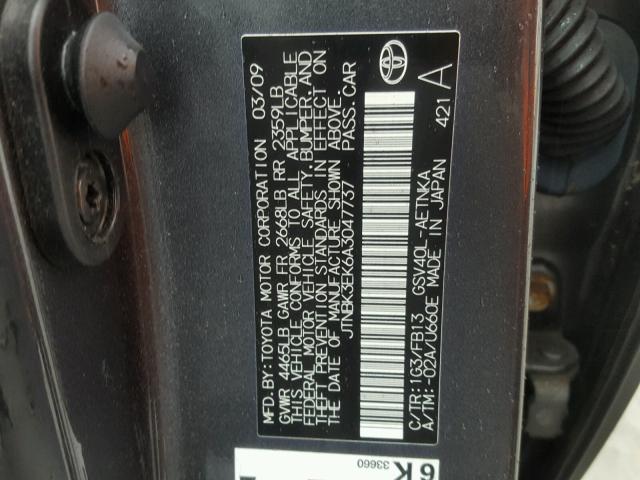 MFD. BY: TOYOTA MOTOR CORPORATION 03/09
GVWR 4465LB GAWR FR 2668LB RR 2359LB
THIS VEHICLE CONFORMS TO ALL APPLICABLE
FEDERAL MOTOR VEHICLE SAFETY, BUMPER, AND
THEFT PREVENTION STANDARDS IN EFFECT ON
THE DATE OF MANUFACTURE SHOWN ABOVE.
JTNBK3EK6A3047737 PASS. CAR
C/TR: 1G3/FB13 GSV40L-AETNKA
A/TM: -02A/U660E MADE IN JAPAN
421 A
33660